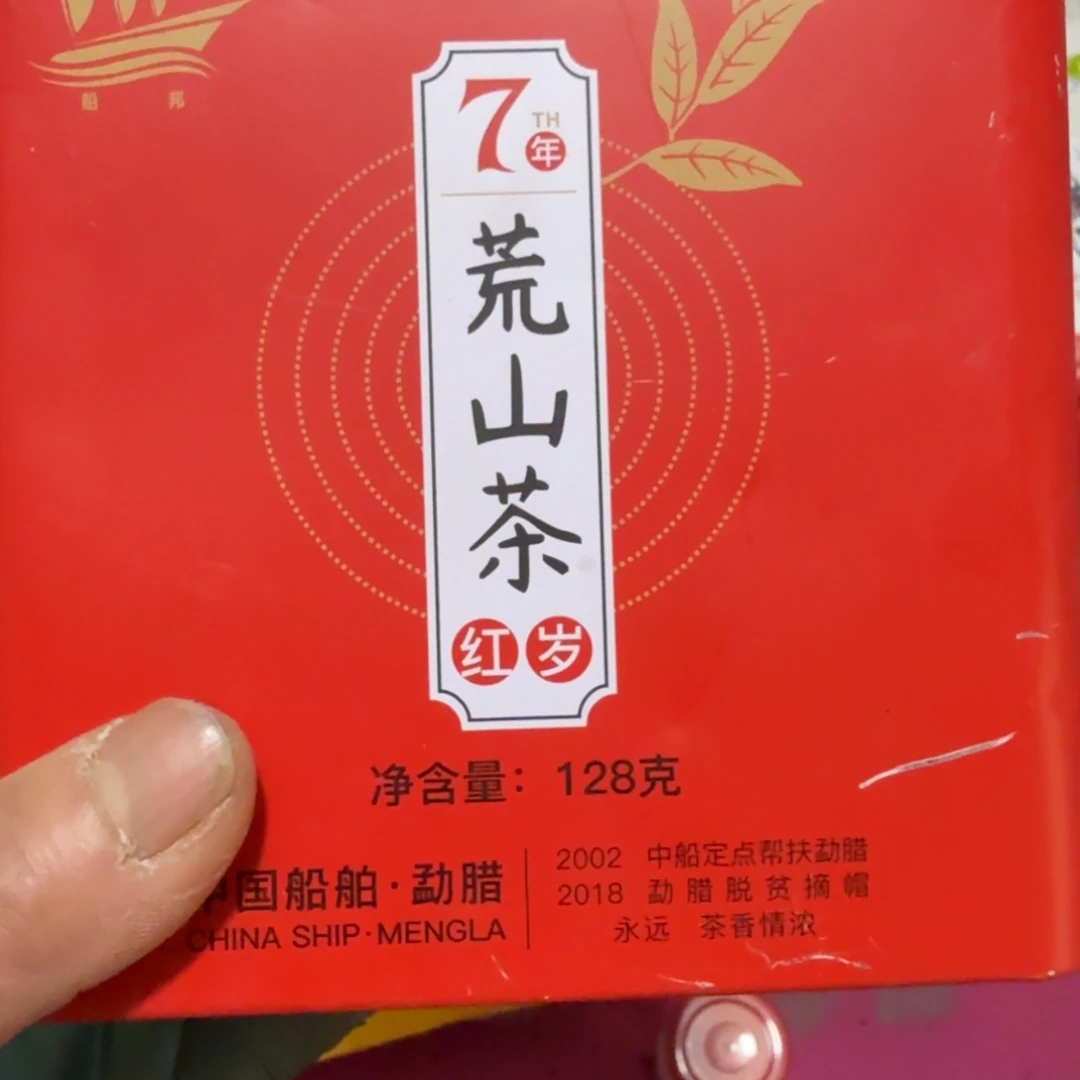 船邦
7TH年
荒山茶
红岁
净含量：128克
中国船舶·勐腊
CHINA SHIP·MENGLA
2002 中船定点帮扶勐腊
2018 勐腊脱贫摘帽
永远 茶香情浓